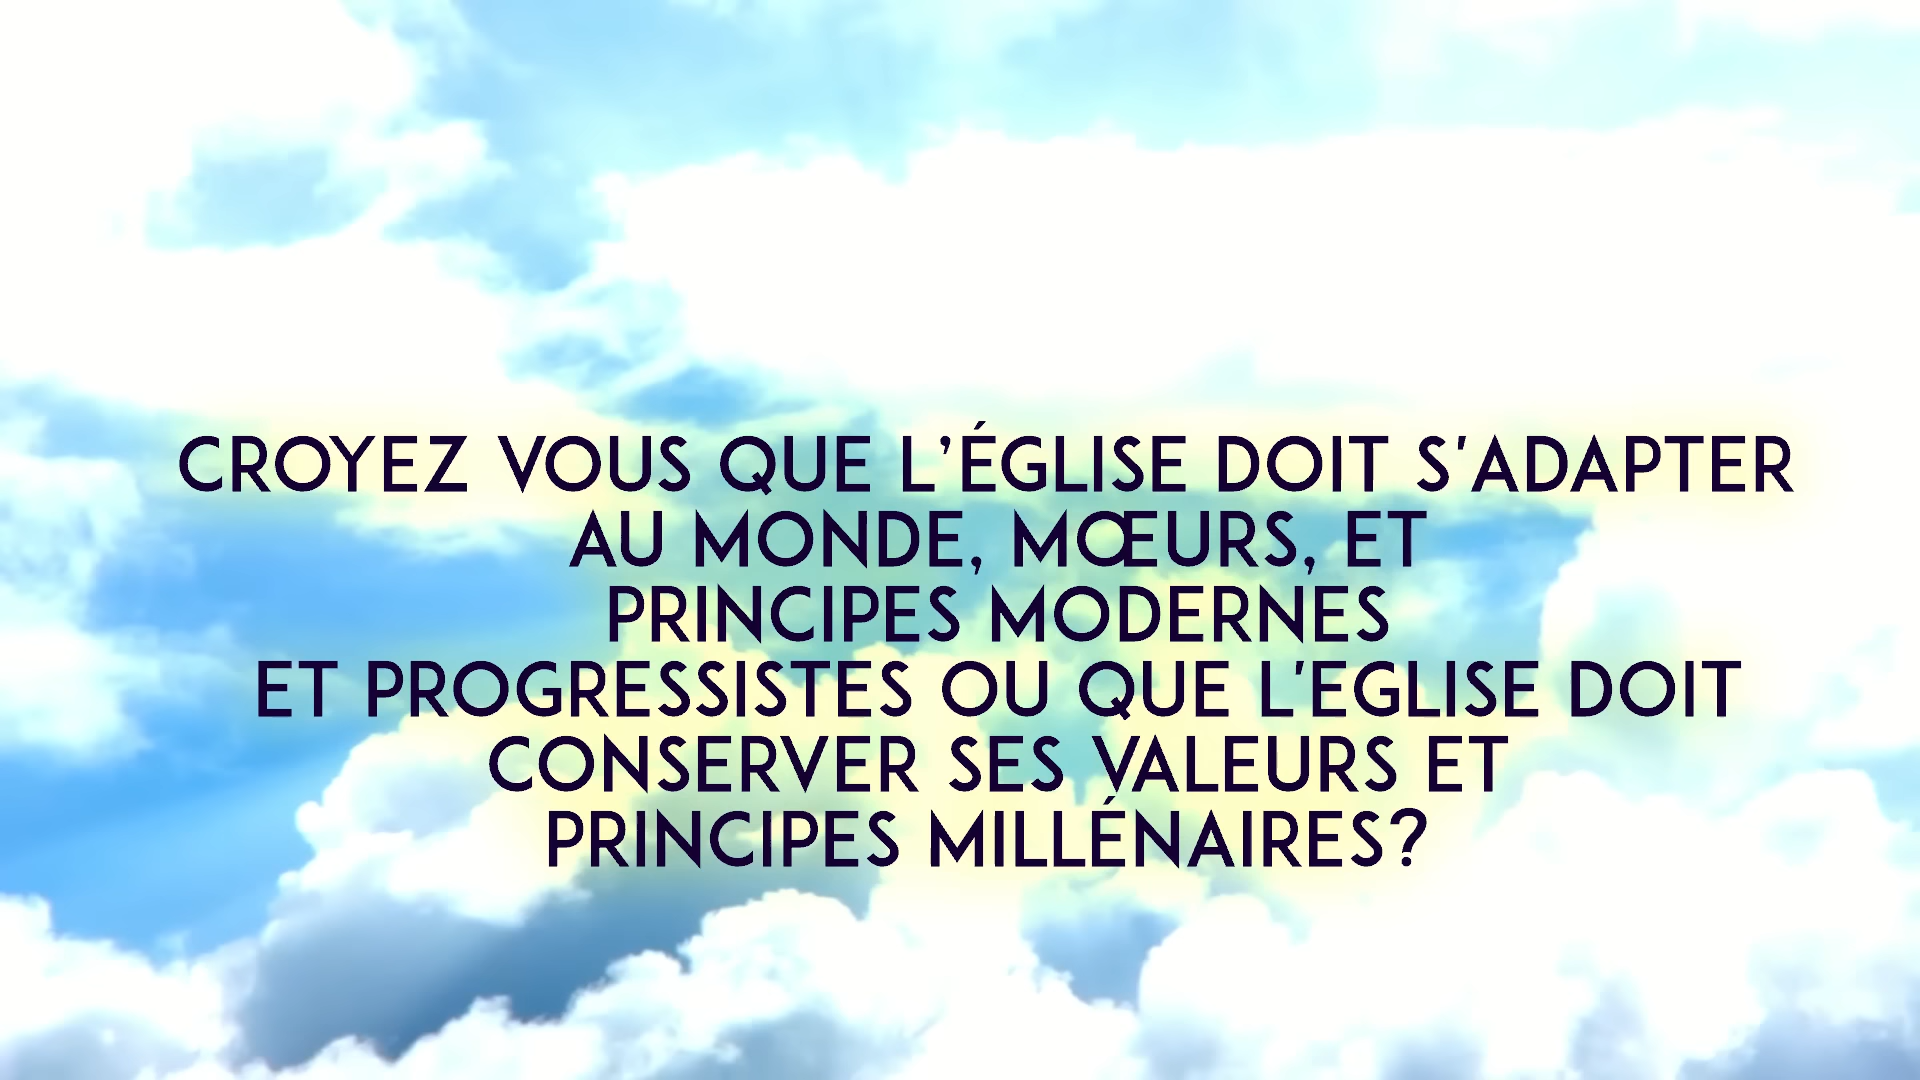 CROYEZ VOUS QUE L'ÉGLISE DOIT S'ADAPTER
AU MONDE, MŒURS, ET
PRINCIPES MODERNES
ET PROGRESSISTES OU QUE L'EGLISE DOIT
CONSERVER SES VALEURS ET
PRINCIPES MILLÉNAIRES?